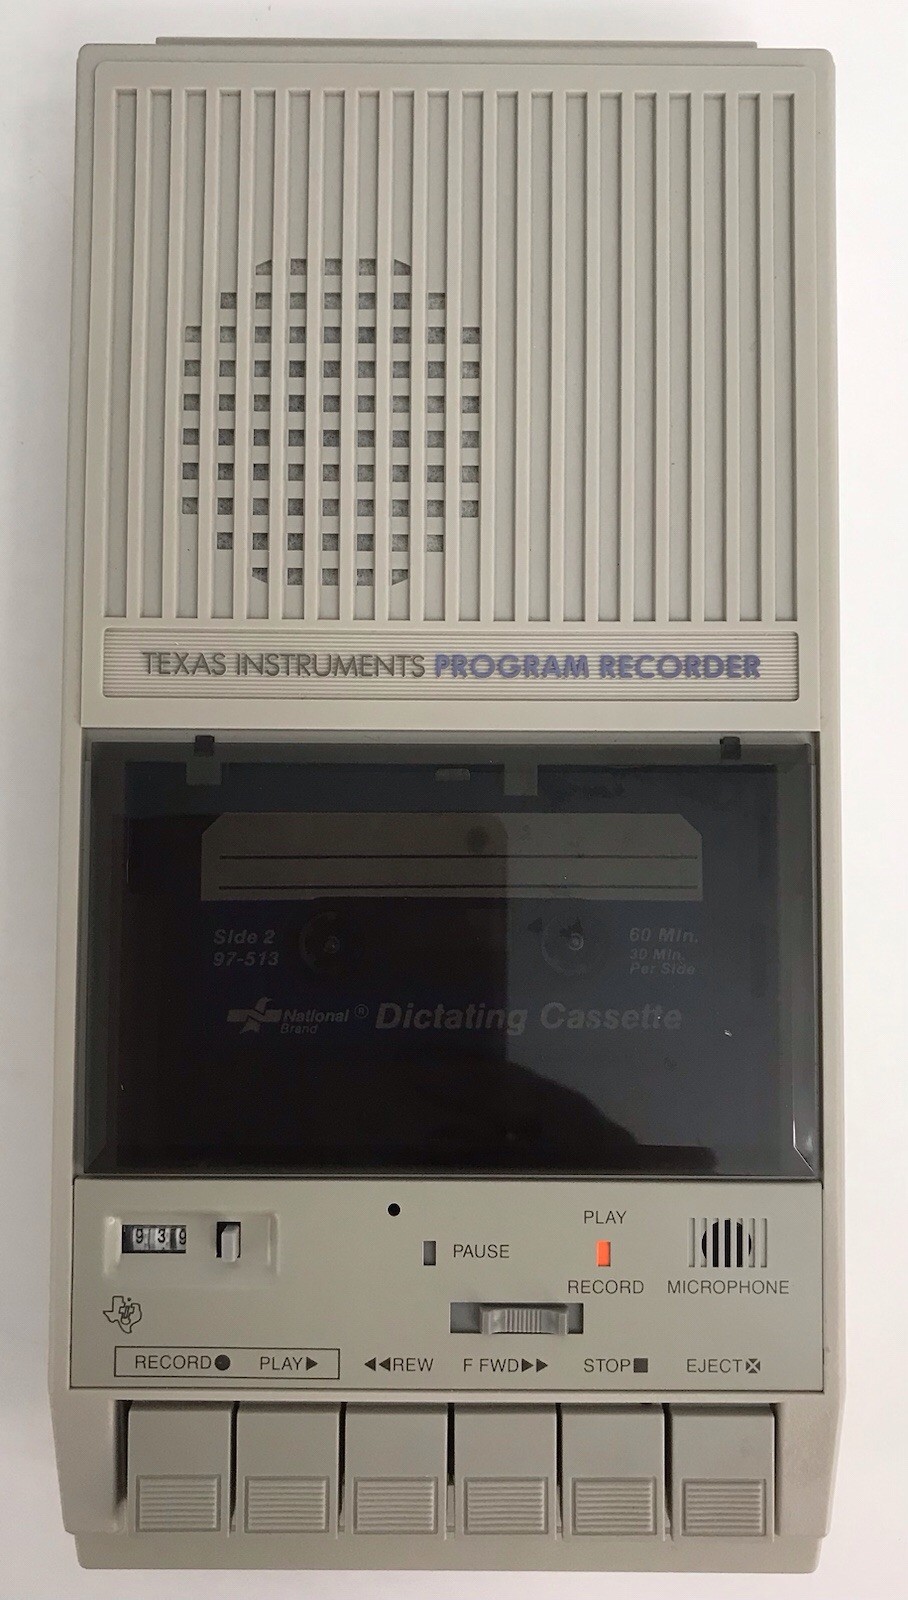 TEXAS INSTRUMENTS PROGRAM RECORDER
Side 2
97-513
60 Min.
30 Min.
Per Side
National ® Dictating Cassette
Brand
939
PAUSE
PLAY
RECORD
MICROPHONE
RECORD● PLAY▶ ◀◀REW F FWD▶▶ STOP■ EJECT